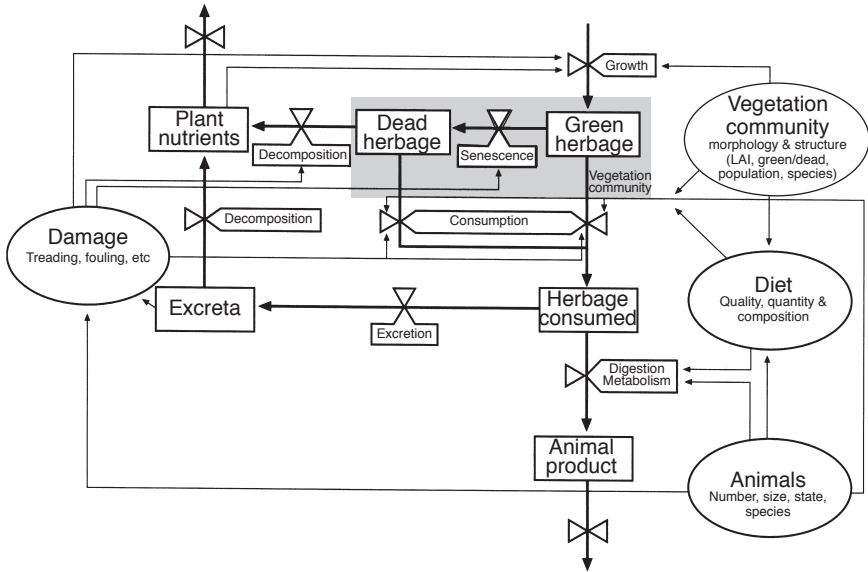 Growth
Plant
nutrients
Dead
herbage
Green
herbage
Vegetation
community
morphology & structure
(LAI, green/dead,
population, species)
Decomposition
Senescence
Vegetation
community
Decomposition
Consumption
Damage
Treading, fouling, etc
Diet
Quality, quantity &
composition
Excreta
Herbage
consumed
Excretion
Digestion
Metabolism
Animal
product
Animals
Number, size, state,
species